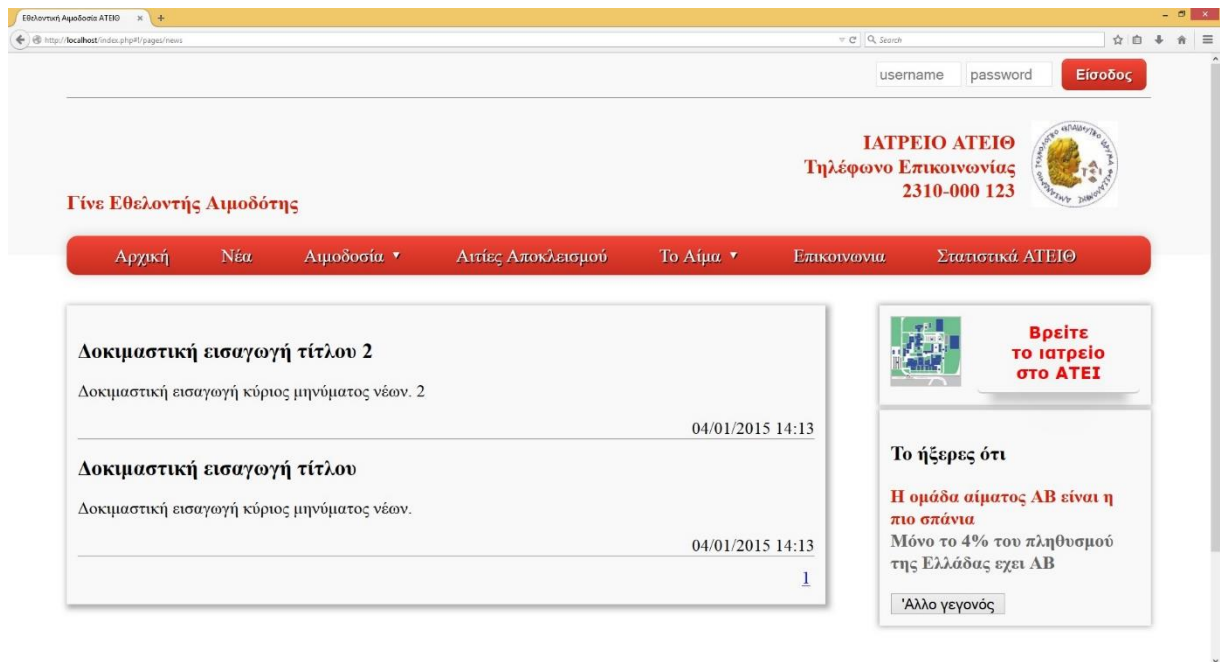 Εθελοντική Αιμοδοσία ΑΤΕΙΘ
http://localhost/index.php#!/pages/news
Search
username password Είσοδος
ΙΑΤΡΕΙΟ ΑΤΕΙΘ
Τηλέφωνο Επικοινωνίας
2310-000 123
Γίνε Εθελοντής Αιμοδότης
Αρχική Νέα Αιμοδοσία ▼ Αιτίες Αποκλεισμού Το Αίμα ▼ Επικοινωνια Στατιστικά ΑΤΕΙΘ
Δοκιμαστική εισαγωγή τίτλου 2
Δοκιμαστική εισαγωγή κύριος μηνύματος νέων. 2
04/01/2015 14:13
Δοκιμαστική εισαγωγή τίτλου
Δοκιμαστική εισαγωγή κύριος μηνύματος νέων.
04/01/2015 14:13
1
Βρείτε
το ιατρείο
στο ΑΤΕΙ
Το ήξερες ότι
Η ομάδα αίματος ΑΒ είναι η
πιο σπάνια
Μόνο το 4% του πληθυσμού
της Ελλάδας εχει ΑΒ
'Αλλο γεγονός